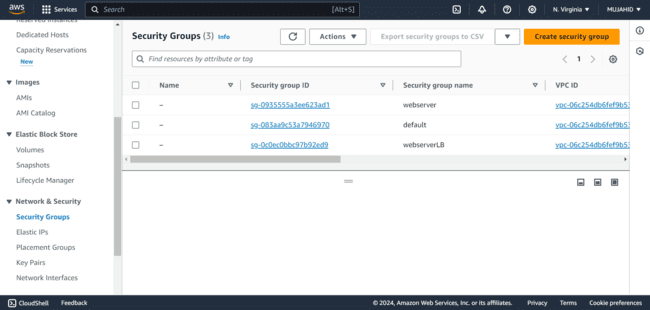 aws Services Search [Alt+S] N. Virginia MUJAHID
Reserved Instances
Dedicated Hosts
Capacity Reservations
New
Images
AMIs
AMI Catalog
Elastic Block Store
Volumes
Snapshots
Lifecycle Manager
Network & Security
Security Groups
Elastic IPs
Placement Groups
Key Pairs
Network Interfaces
Security Groups (3) Info Actions Export security groups to CSV Create security group
Find resources by attribute or tag 1
Name Security group ID Security group name VPC ID
– sg-0935555a3ee623ad1 webserver vpc-06c254db6fef9b53
– sg-083aa9c53a7946970 default vpc-06c254db6fef9b53
– sg-0c0ec0bbc97b92ed9 webserverLB vpc-06c254db6fef9b53
CloudShell Feedback © 2024, Amazon Web Services, Inc. or its affiliates. Privacy Terms Cookie preferences